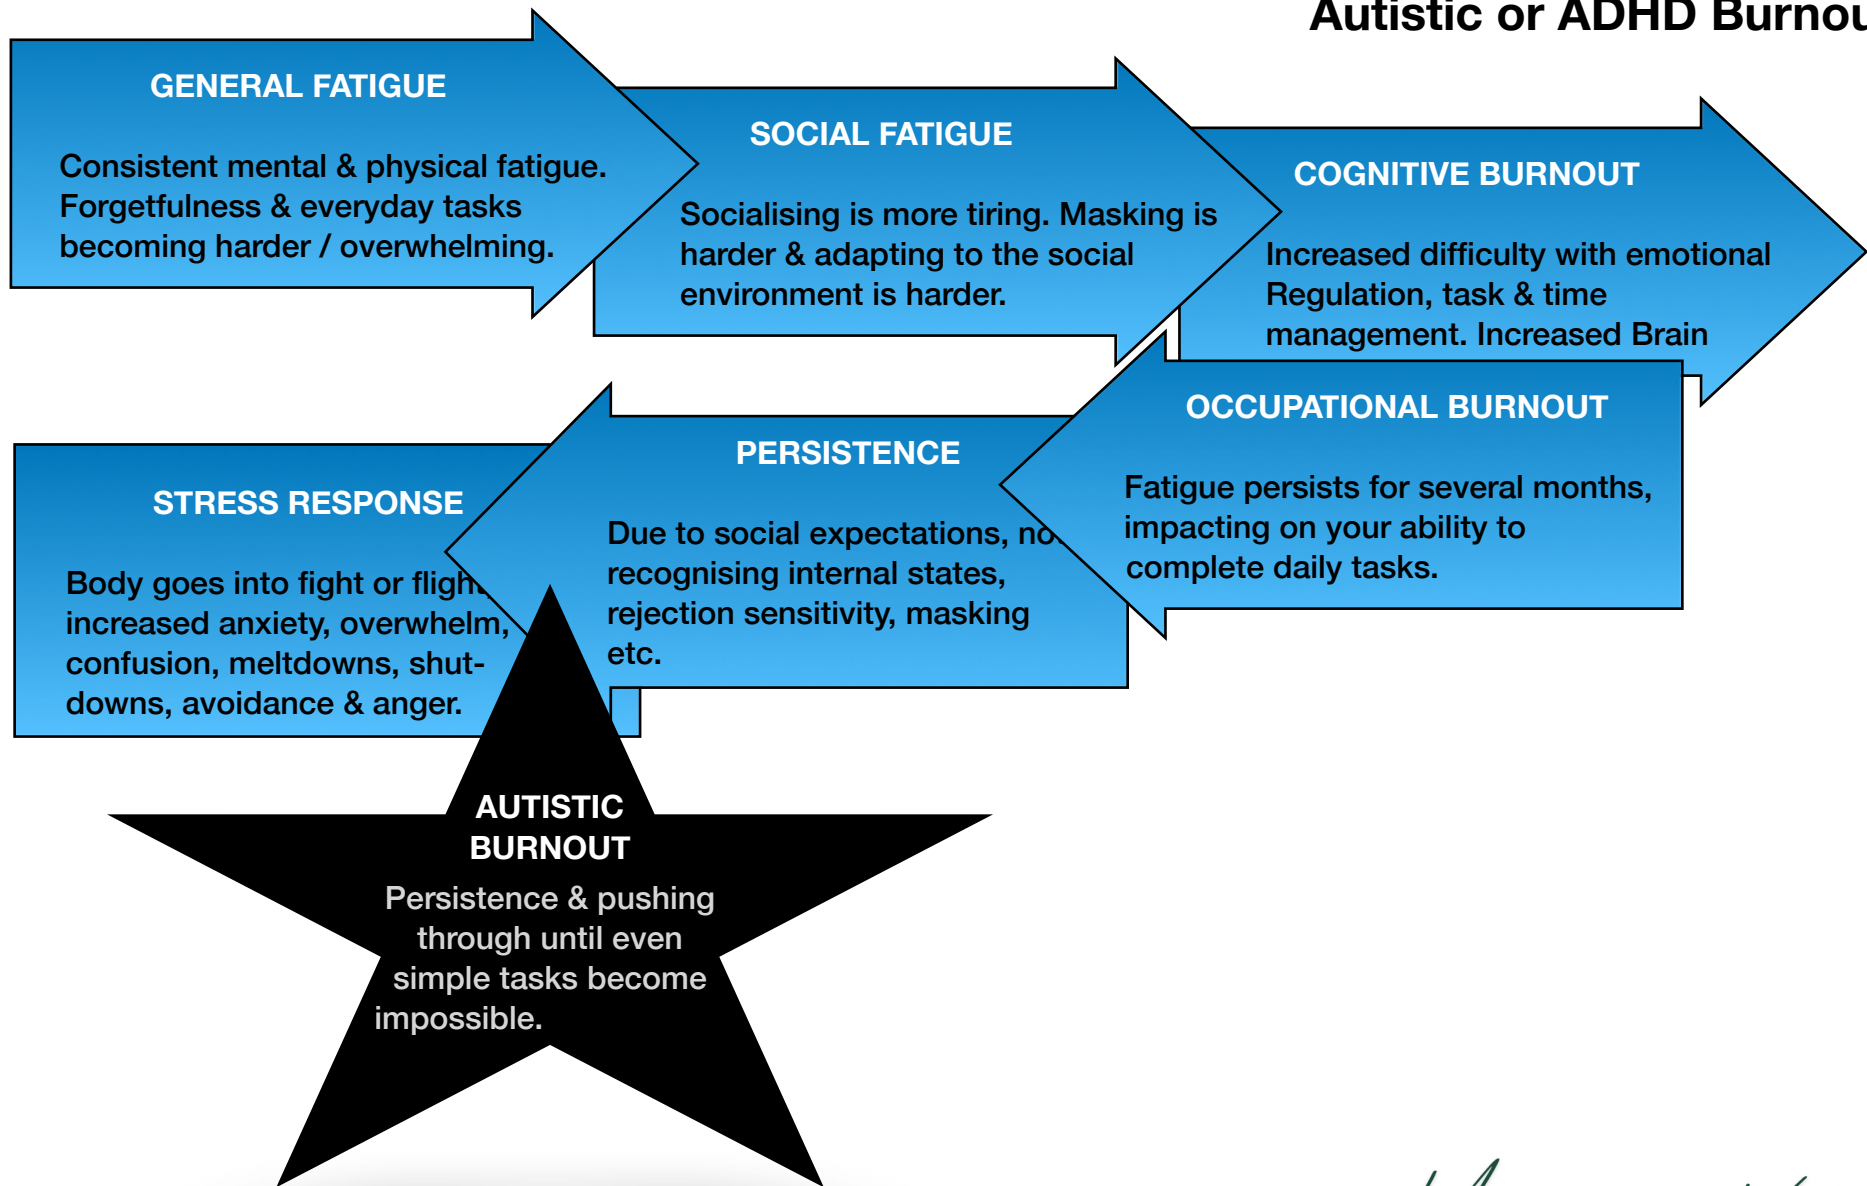 Autistic or ADHD Burnou
GENERAL FATIGUE
Consistent mental & physical fatigue.
Forgetfulness & everyday tasks
becoming harder / overwhelming.
SOCIAL FATIGUE
Socialising is more tiring. Masking is
harder & adapting to the social
environment is harder.
COGNITIVE BURNOUT
Increased difficulty with emotional
Regulation, task & time
management. Increased Brain
OCCUPATIONAL BURNOUT
Fatigue persists for several months,
impacting on your ability to
complete daily tasks.
PERSISTENCE
Due to social expectations, no
recognising internal states,
rejection sensitivity, masking
etc.
STRESS RESPONSE
Body goes into fight or flight
increased anxiety, overwhelm,
confusion, meltdowns, shut-
downs, avoidance & anger.
AUTISTIC
BURNOUT
Persistence & pushing
through until even
simple tasks become
impossible.